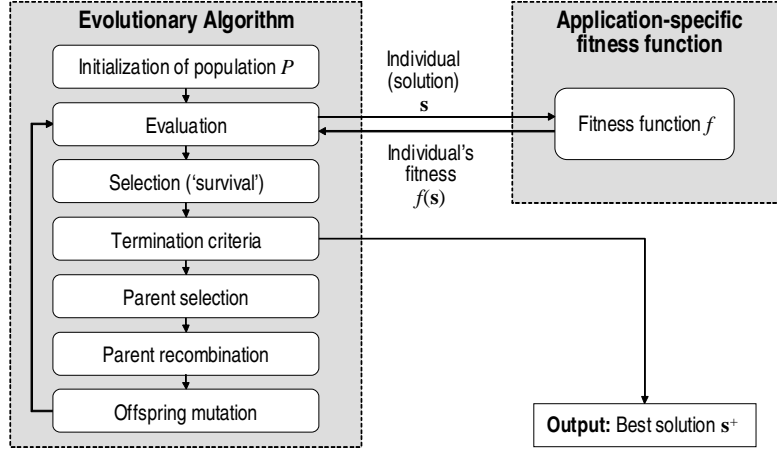 Evolutionary Algorithm
Initialization of population P
Evaluation
Selection (‘survival’)
Termination criteria
Parent selection
Parent recombination
Offspring mutation
Individual
(solution)
s
Individual’s
fitness
f(s)
Application-specific
fitness function
Fitness function f
Output: Best solution s⁺